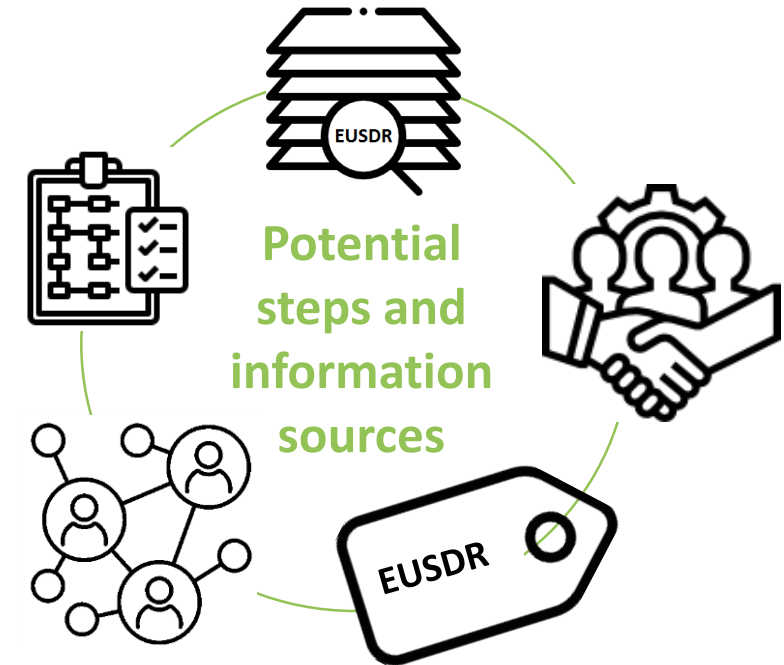 EUSDR
Potential
steps and
information
sources
EUSDR